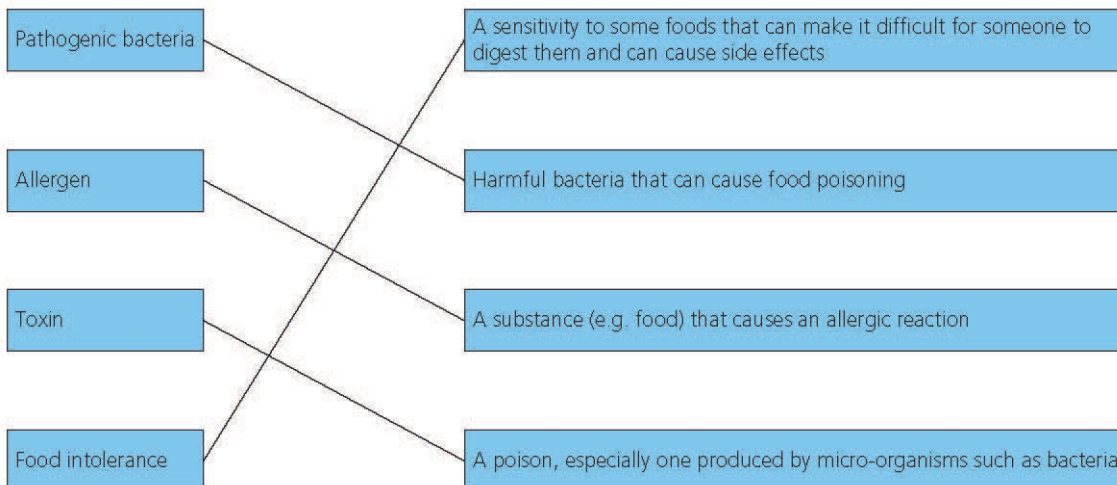 Pathogenic bacteria
A sensitivity to some foods that can make it difficult for someone to
digest them and can cause side effects
Allergen
Harmful bacteria that can cause food poisoning
Toxin
A substance (e.g. food) that causes an allergic reaction
Food intolerance
A poison, especially one produced by micro-organisms such as bacteria